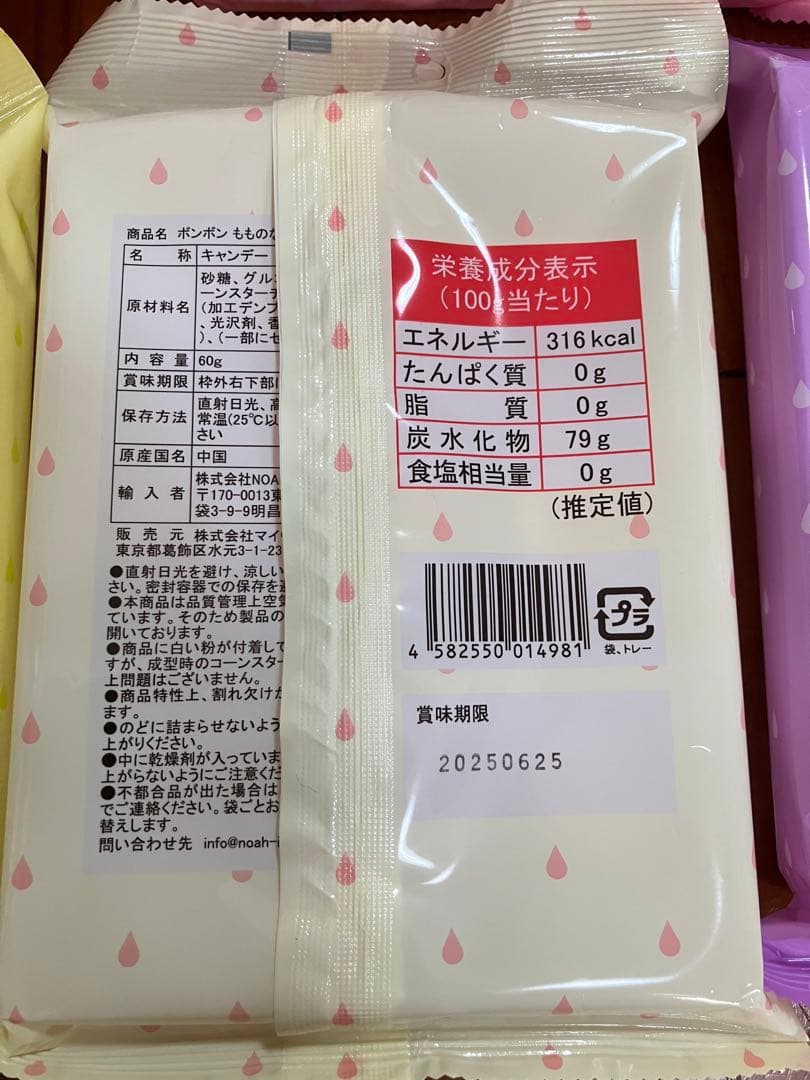 商品名 ボンボン もものな
名 称 キャンデー
原材料名
砂糖、グル
ーンスターチ
(加工デンプ
、光沢剤、香
)、(一部にゼ
内容量 60g
賞味期限 枠外右下部に
保存方法
直射日光、高
常温(25℃以
さい
原産国名 中国
輸入者
株式会社NOA
〒170-0013東
袋3-9-9明昌
販売元 株式会社マイ
東京都葛飾区水元3-1-23
●直射日光を避け、涼しい
さい。密封容器での保存を
●本商品は品質管理上空気
ています。そのため製品の
開いております。
●商品に白い粉が付着して
すが、成型時のコーンスター
上問題はございません。
●商品特性上、割れ欠けが
ます。
●のどに詰まらせないよう
上がりください。
●中に乾燥剤が入っていま
上がらないようにご注意くだ
●不都合品が出た場合は
でご連絡ください。袋ごとお
替えします。
問い合わせ先 info@noah-i
栄養成分表示
(100g当たり)
エネルギー 316kcal
たんぱく質 0g
脂質 0g
炭水化物 79g
食塩相当量 0g
(推定値)
4 582550 014981
プラ
袋、トレー
賞味期限
20250625